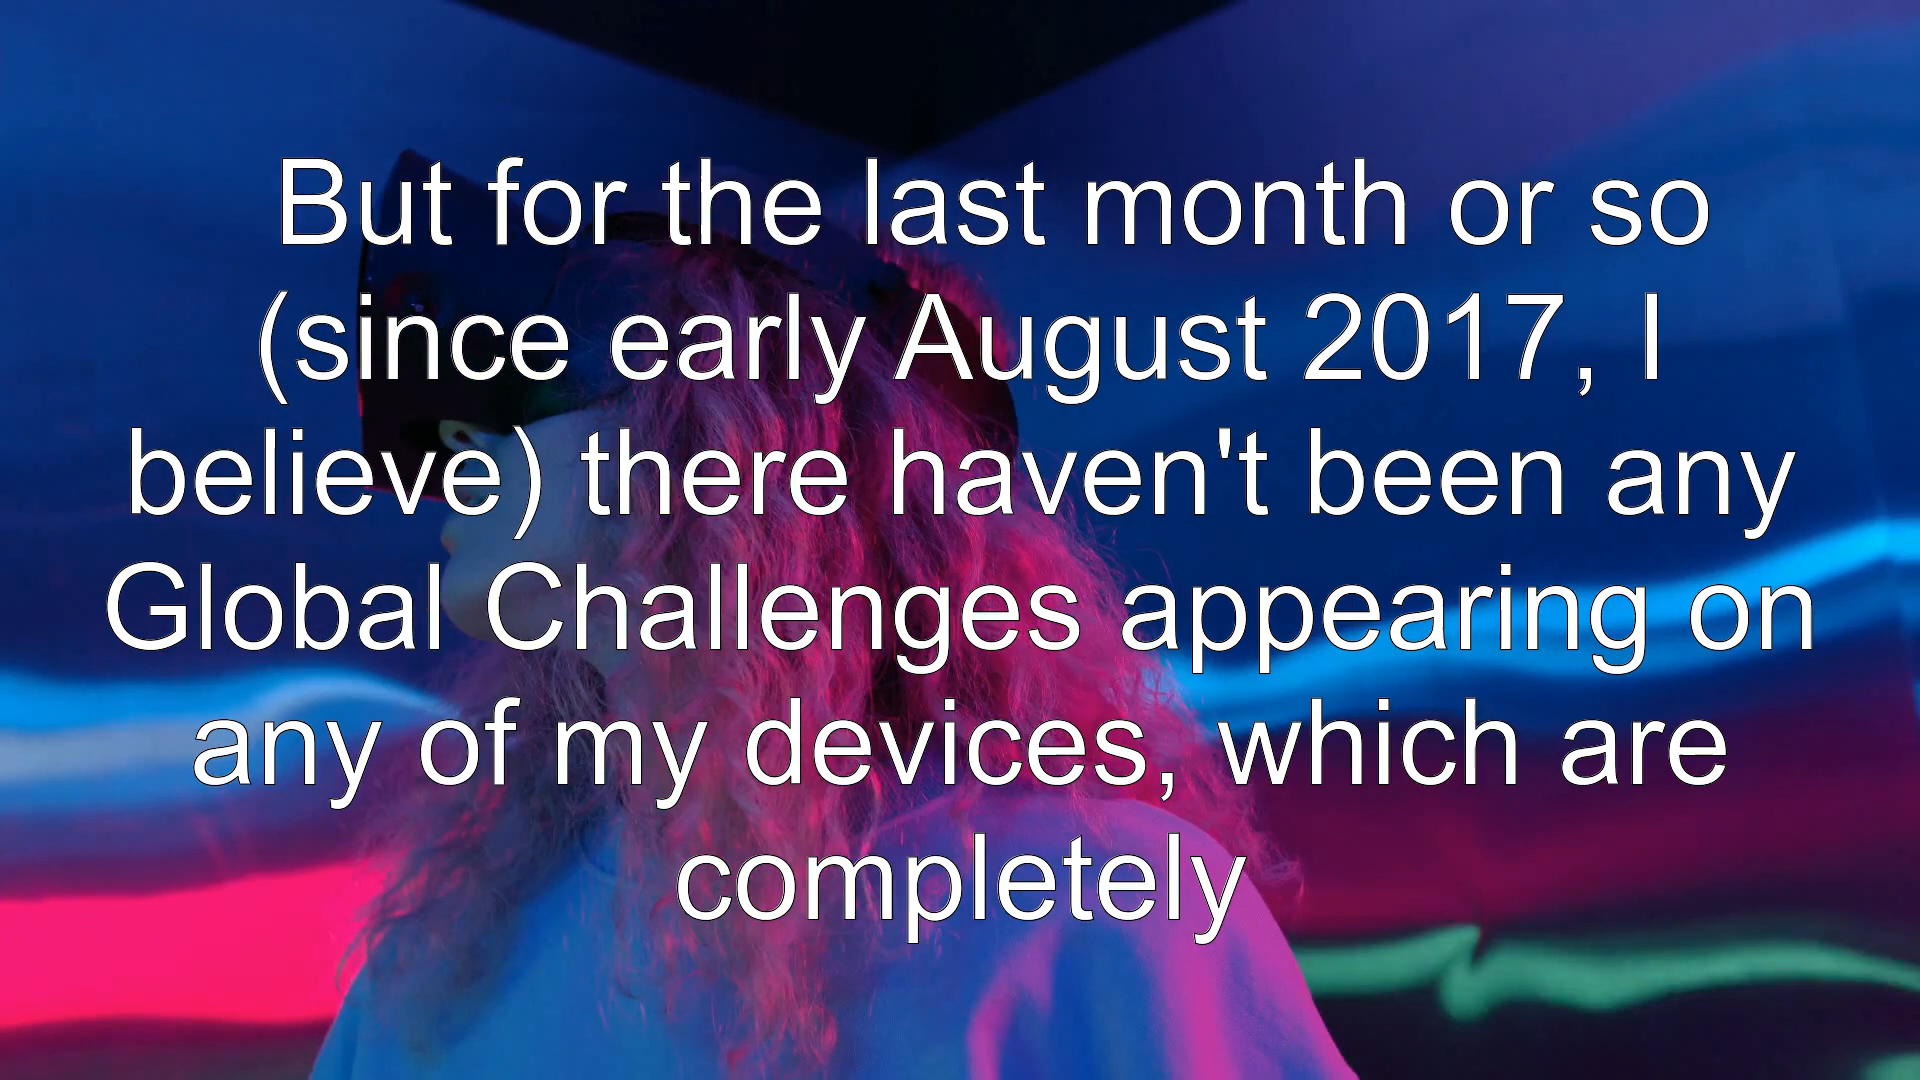 But for the last month or so
(since early August 2017, I
believe) there haven't been any
Global Challenges appearing on
any of my devices, which are
completely